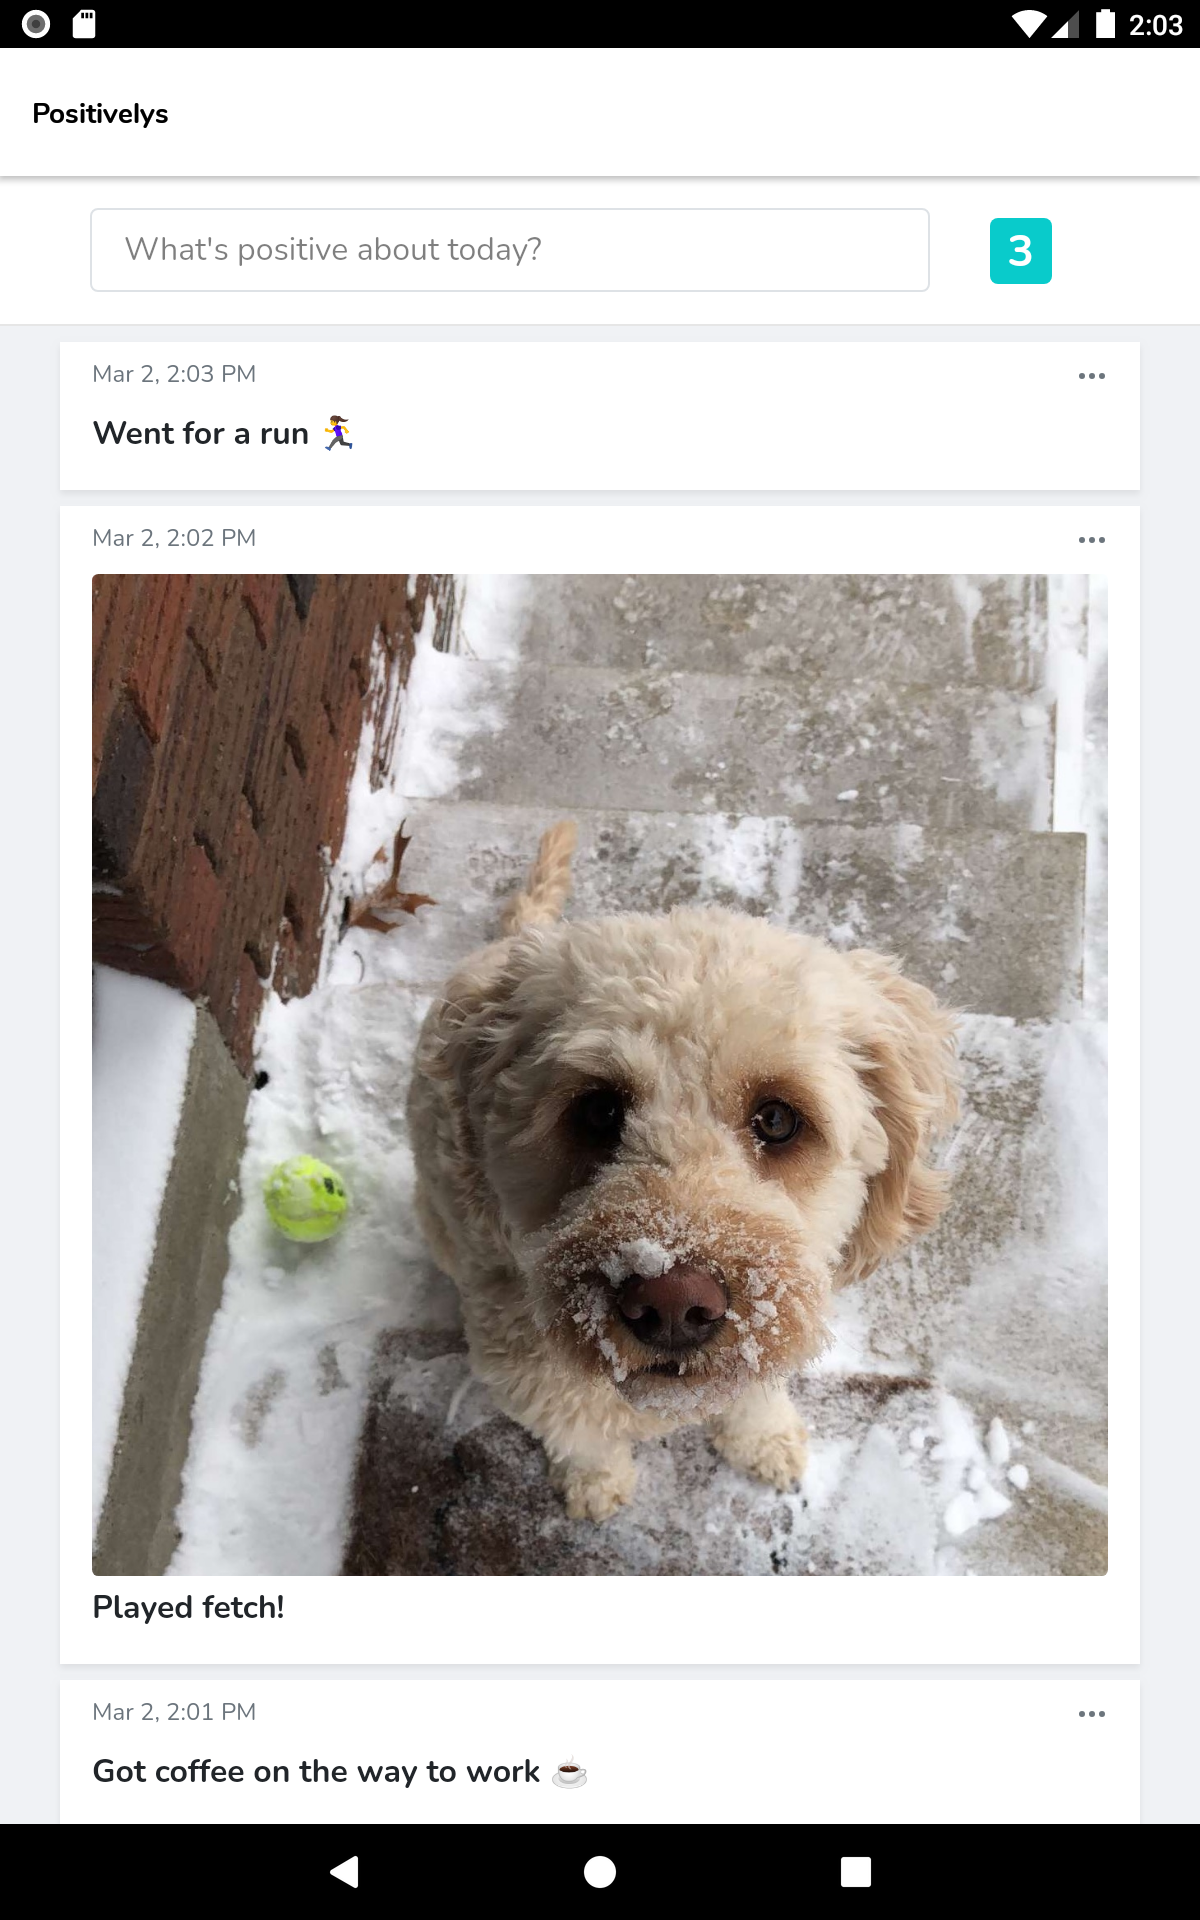 2:03
Positivelys
What's positive about today?
3
Mar 2, 2:03 PM
Went for a run 🏃‍♀️
Mar 2, 2:02 PM
Played fetch!
Mar 2, 2:01 PM
Got coffee on the way to work ☕